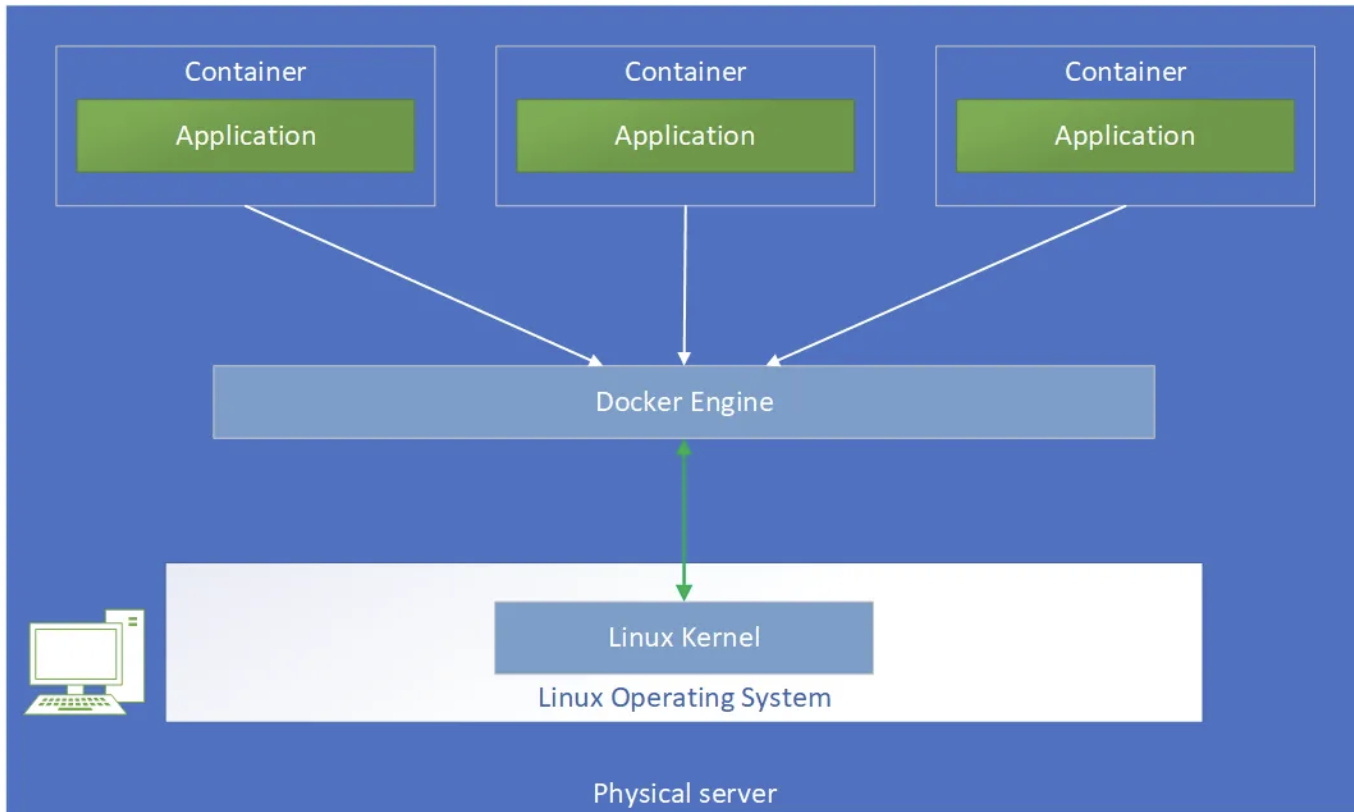 Container
Container
Container
Application
Application
Application
Docker Engine
Linux Kernel
Linux Operating System
Physical server